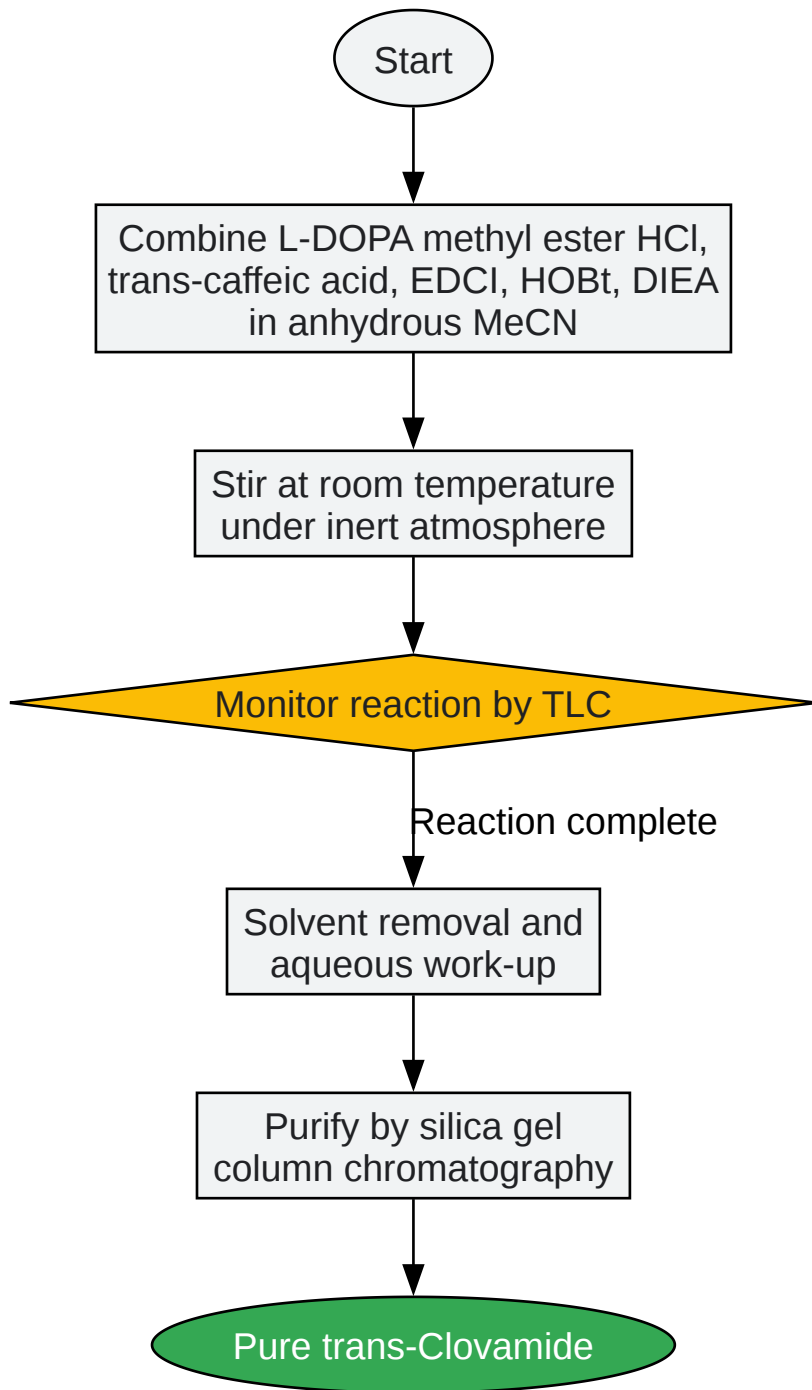 Start
Combine L-DOPA methyl ester HCl,
trans-caffeic acid, EDCI, HOBt, DIEA
in anhydrous MeCN
Stir at room temperature
under inert atmosphere
Monitor reaction by TLC
Reaction complete
Solvent removal and
aqueous work-up
Purify by silica gel
column chromatography
Pure trans-Clovamide